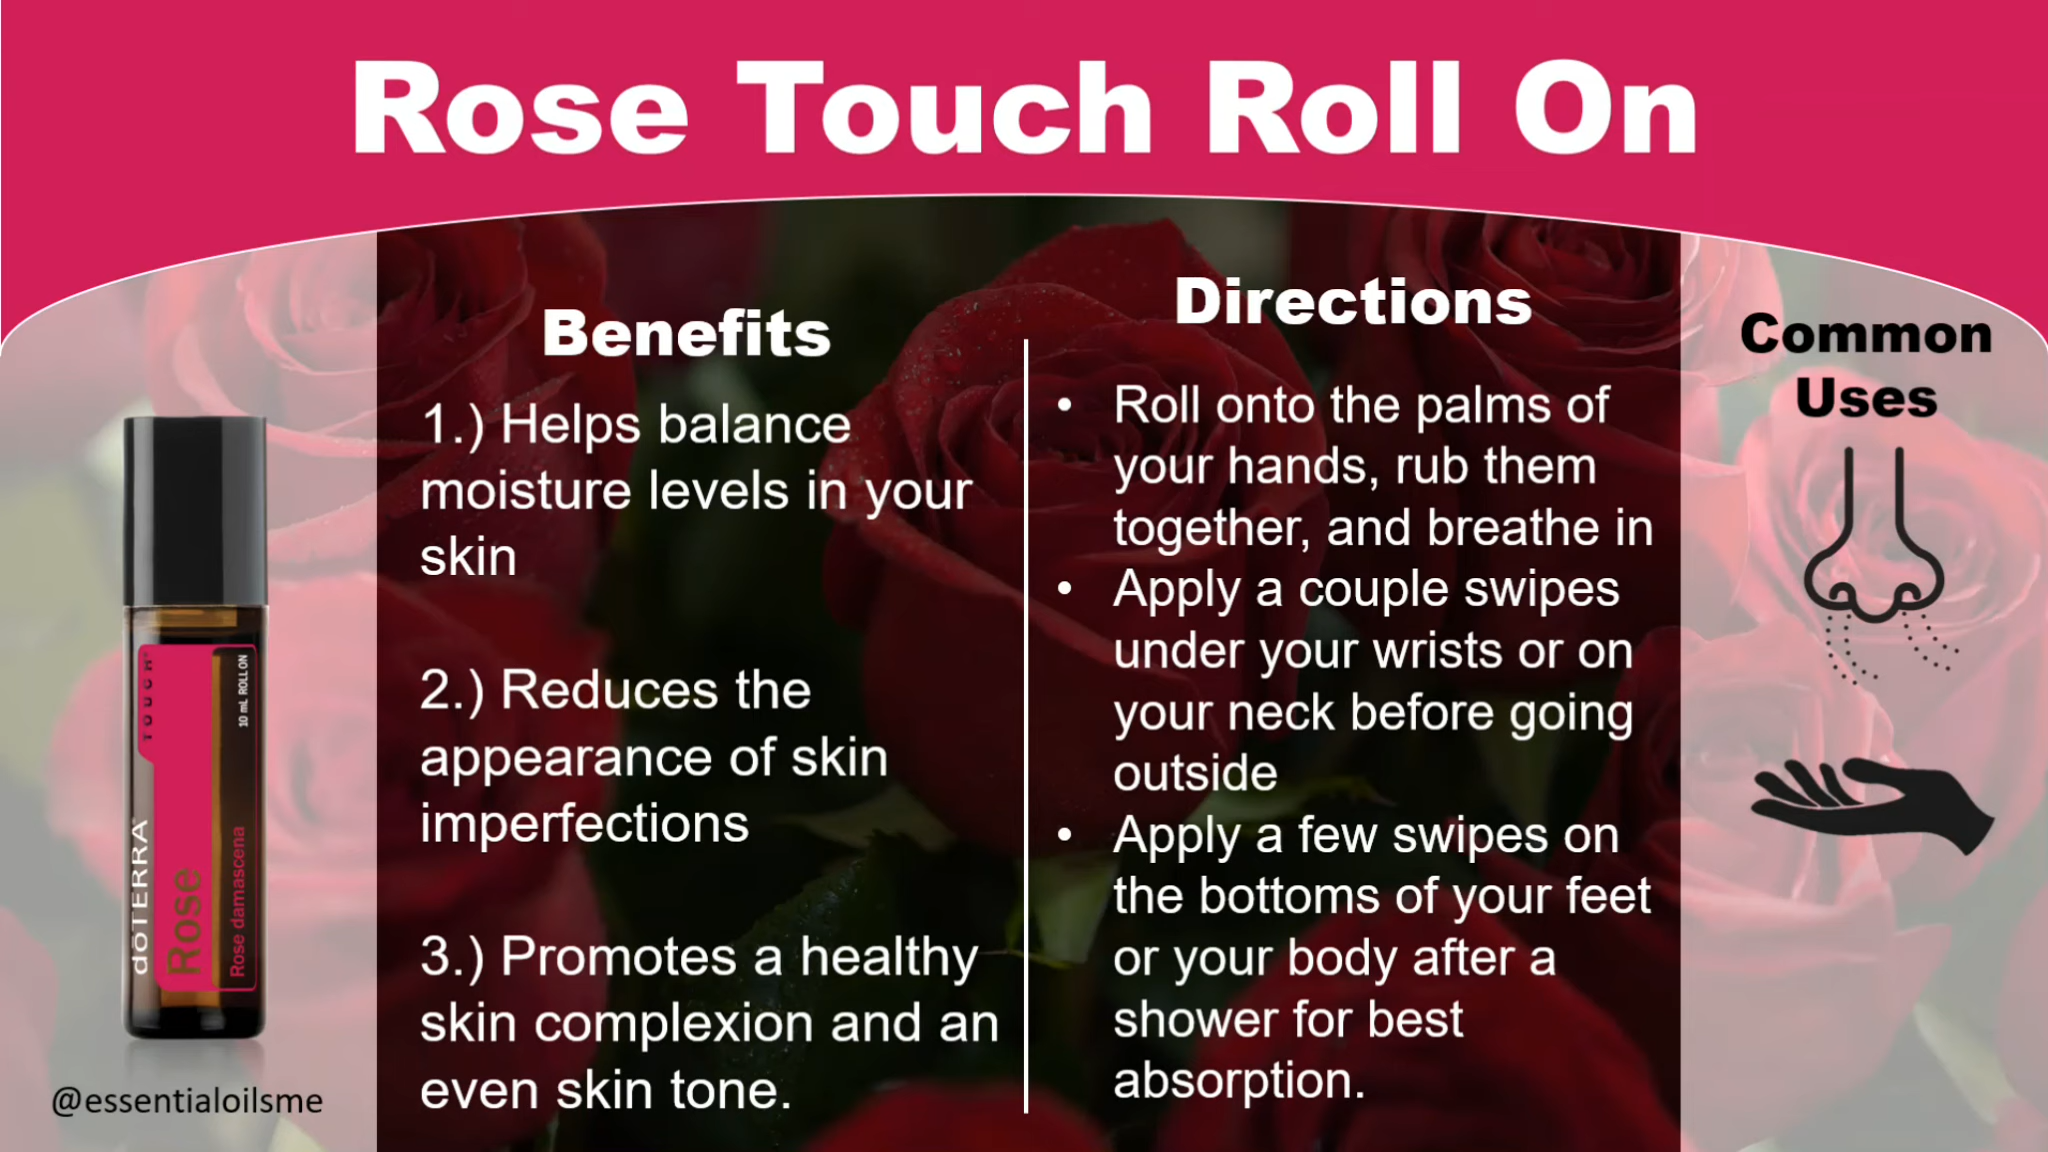 Rose Touch Roll On
Benefits
1.) Helps balance
moisture levels in your
skin
2.) Reduces the
appearance of skin
imperfections
3.) Promotes a healthy
skin complexion and an
even skin tone.
Directions
• Roll onto the palms of
your hands, rub them
together, and breathe in
• Apply a couple swipes
under your wrists or on
your neck before going
outside
• Apply a few swipes on
the bottoms of your feet
or your body after a
shower for best
absorption.
Common
Uses
TOUCH
10 mL ROLL ON
dōTERRA
Rose
Rose damascena
@essentialoilsme